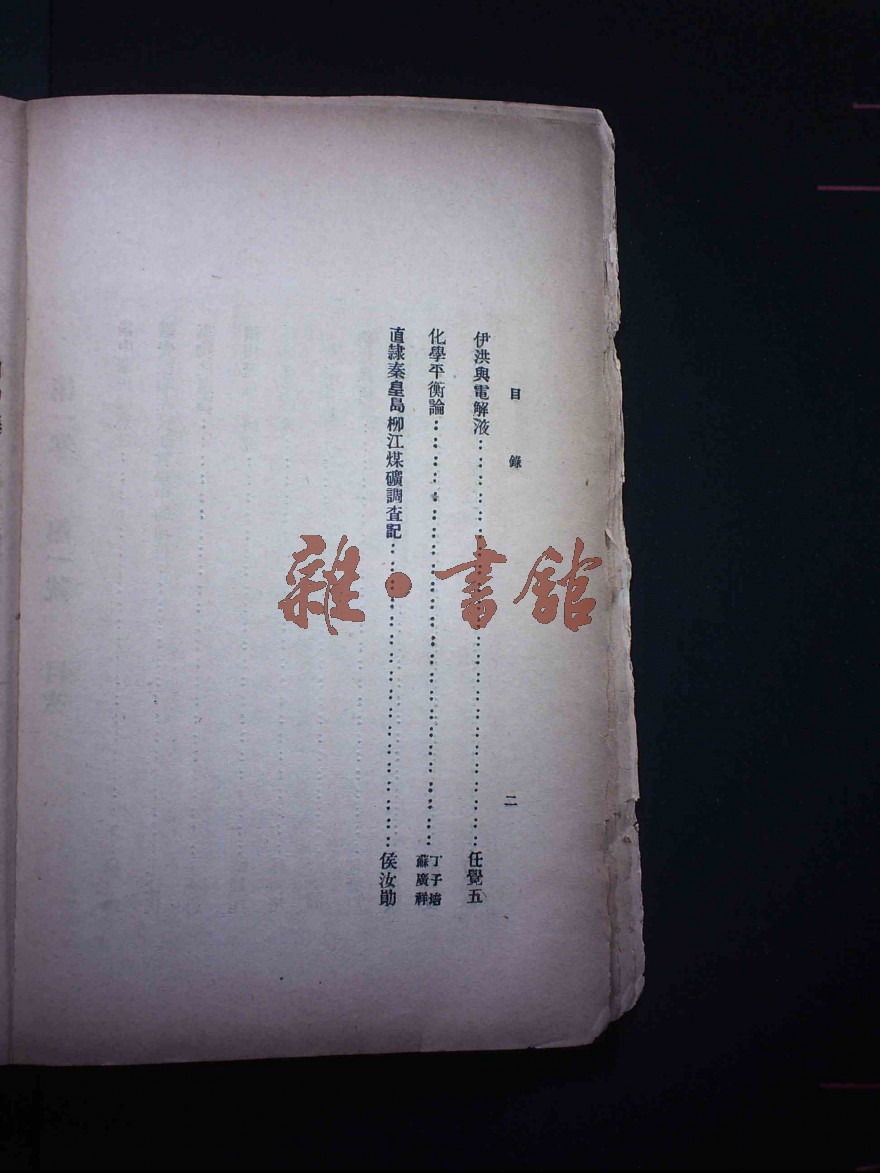 目錄 二
伊洪與電解液……任覺五
化學平衡論……丁子培 蘇廣祥
直隸秦皇島柳江煤礦調查記……侯汝勛
雜·書館